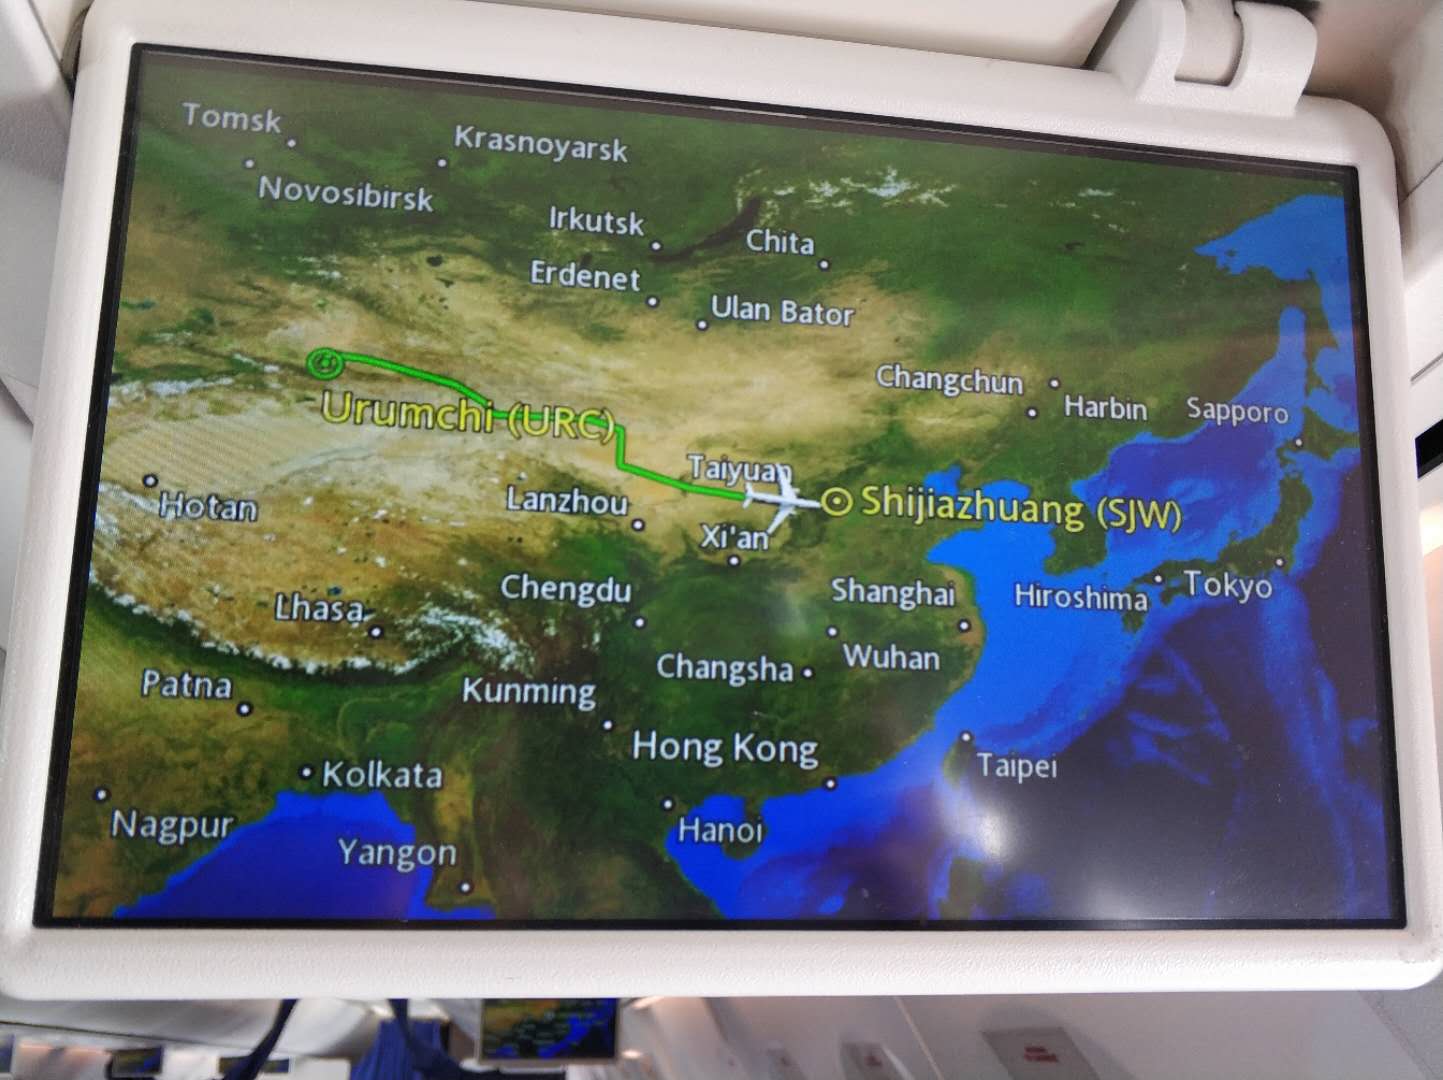 Tomsk
Krasnoyarsk
Novosibirsk
Irkutsk
Chita
Erdenet
Ulan Bator
Changchun
Harbin
Sapporo
Urumchi (URC)
Taiyuan
Hotan
Lanzhou
Shijiazhuang (SJW)
Xi'an
Chengdu
Shanghai
Hiroshima
Tokyo
Lhasa
Changsha
Wuhan
Patna
Kunming
Hong Kong
Taipei
Kolkata
Nagpur
Hanoi
Yangon